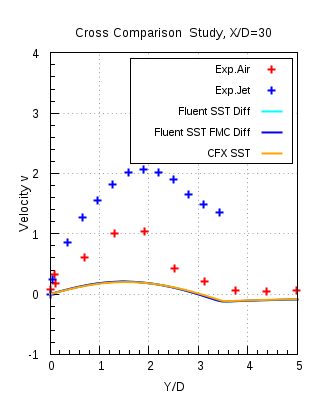 Cross Comparison  Study, X/D=30
Exp.Air
Exp.Jet
Fluent SST Diff
Fluent SST FMC Diff
CFX SST
4
3
2
1
0
-1
Velocity v
0 1 2 3 4 5
Y/D